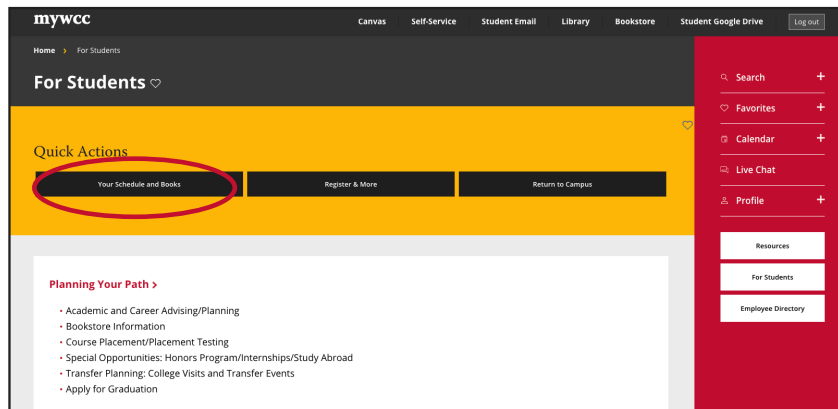 mywcc
Canvas Self-Service Student Email Library Bookstore Student Google Drive Log out
Home › For Students
For Students
Quick Actions
Your Schedule and Books Register & More Return to Campus
Planning Your Path ›
• Academic and Career Advising/Planning
• Bookstore Information
• Course Placement/Placement Testing
• Special Opportunities: Honors Program/Internships/Study Abroad
• Transfer Planning: College Visits and Transfer Events
• Apply for Graduation
Search +
Favorites +
Calendar +
Live Chat
Profile +
Resources
For Students
Employee Directory